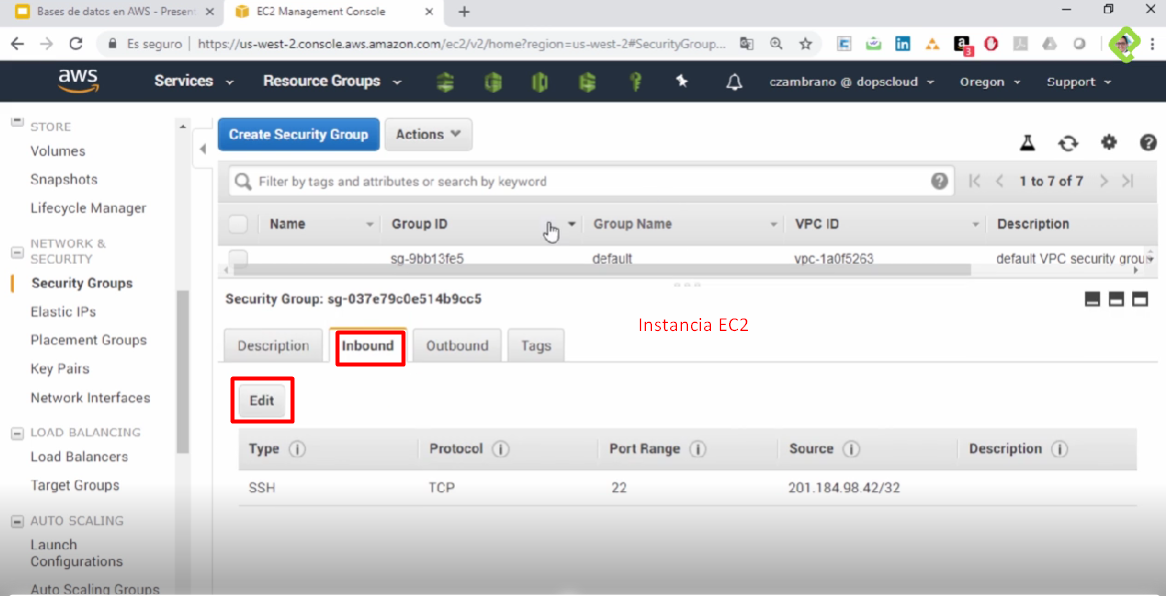 Bases de datos en AWS - Present
EC2 Management Console
Es seguro
https://us-west-2.console.aws.amazon.com/ec2/v2/home?region=us-west-2#SecurityGroup...
3
aws
Services
Resource Groups
czambrano @ dopscloud
Oregon
Support
STORE
Volumes
Snapshots
Lifecycle Manager
NETWORK &
SECURITY
Security Groups
Elastic IPs
Placement Groups
Key Pairs
Network Interfaces
LOAD BALANCING
Load Balancers
Target Groups
AUTO SCALING
Launch
Configurations
Auto Scaling Groups
Create Security Group
Actions
Filter by tags and attributes or search by keyword
1 to 7 of 7
Name Group ID Group Name VPC ID Description
sg-9bb13fe5 default vpc-1a0f5263 default VPC security grou
Security Group: sg-037e79c0e514b9cc5
Instancia EC2
Description Inbound Outbound Tags
Edit
Type Protocol Port Range Source Description
SSH TCP 22 201.184.98.42/32